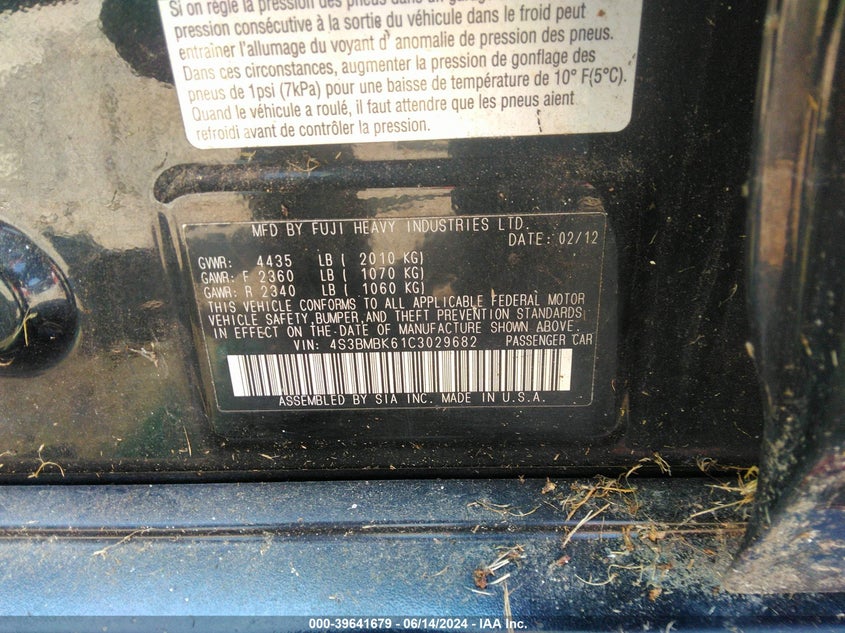 Si on règle la pression des pneus dans un
pression consécutive à la sortie du véhicule dans le froid peut
entrainer l'allumage du voyant d' anomalie de pression des pneus.
Dans ces circonstances, augmenter la pression de gonflage des
pneus de 1psi (7kPa) pour une baisse de température de 10° F(5°C).
Quand le véhicule a roulé, il faut attendre que les pneus aient
refroidi avant de contrôler la pression.
MFD BY FUJI HEAVY INDUSTRIES LTD.
DATE: 02/12
GVWR: 4435 LB ( 2010 KG)
GAWR: F 2360 LB ( 1070 KG)
GAWR: R 2340 LB ( 1060 KG)
THIS VEHICLE CONFORMS TO ALL APPLICABLE FEDERAL MOTOR
VEHICLE SAFETY,BUMPER,AND THEFT PREVENTION STANDARDS
IN EFFECT ON THE-DATE OF MANUFACTURE SHOWN ABOVE.
VIN: 4S3BMBK61C3029682 PASSENGER CAR
ASSEMBLED BY SIA INC. MADE IN U.S.A.
000-39641679 - 06/14/2024 - IAA Inc.